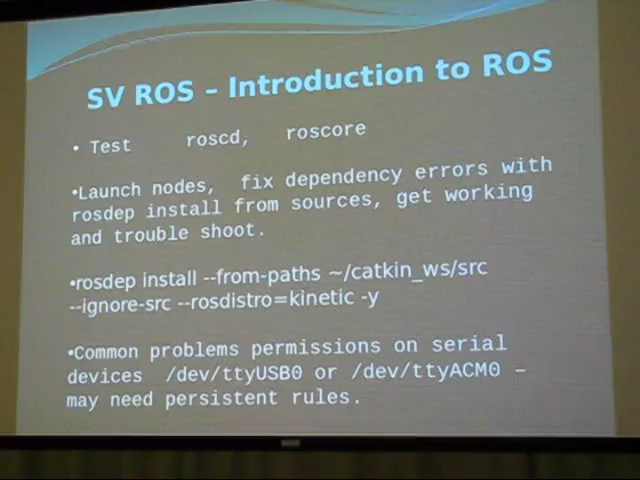 SV ROS – Introduction to ROS
• Test roscd, roscore
•Launch nodes, fix dependency errors with
rosdep install from sources, get working
and trouble shoot.
•rosdep install --from-paths ~/catkin_ws/src
--ignore-src --rosdistro=kinetic -y
•Common problems permissions on serial
devices /dev/ttyUSB0 or /dev/ttyACM0 –
may need persistent rules.